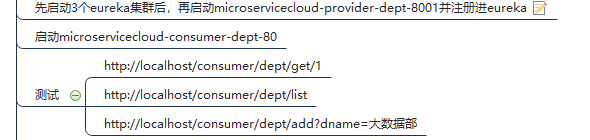 先启动3个eureka集群后，再启动microservicecloud-provider-dept-8001并注册进eureka
启动microservicecloud-consumer-dept-80
测试
http://localhost/consumer/dept/get/1
http://localhost/consumer/dept/list
http://localhost/consumer/dept/add?dname=大数据部